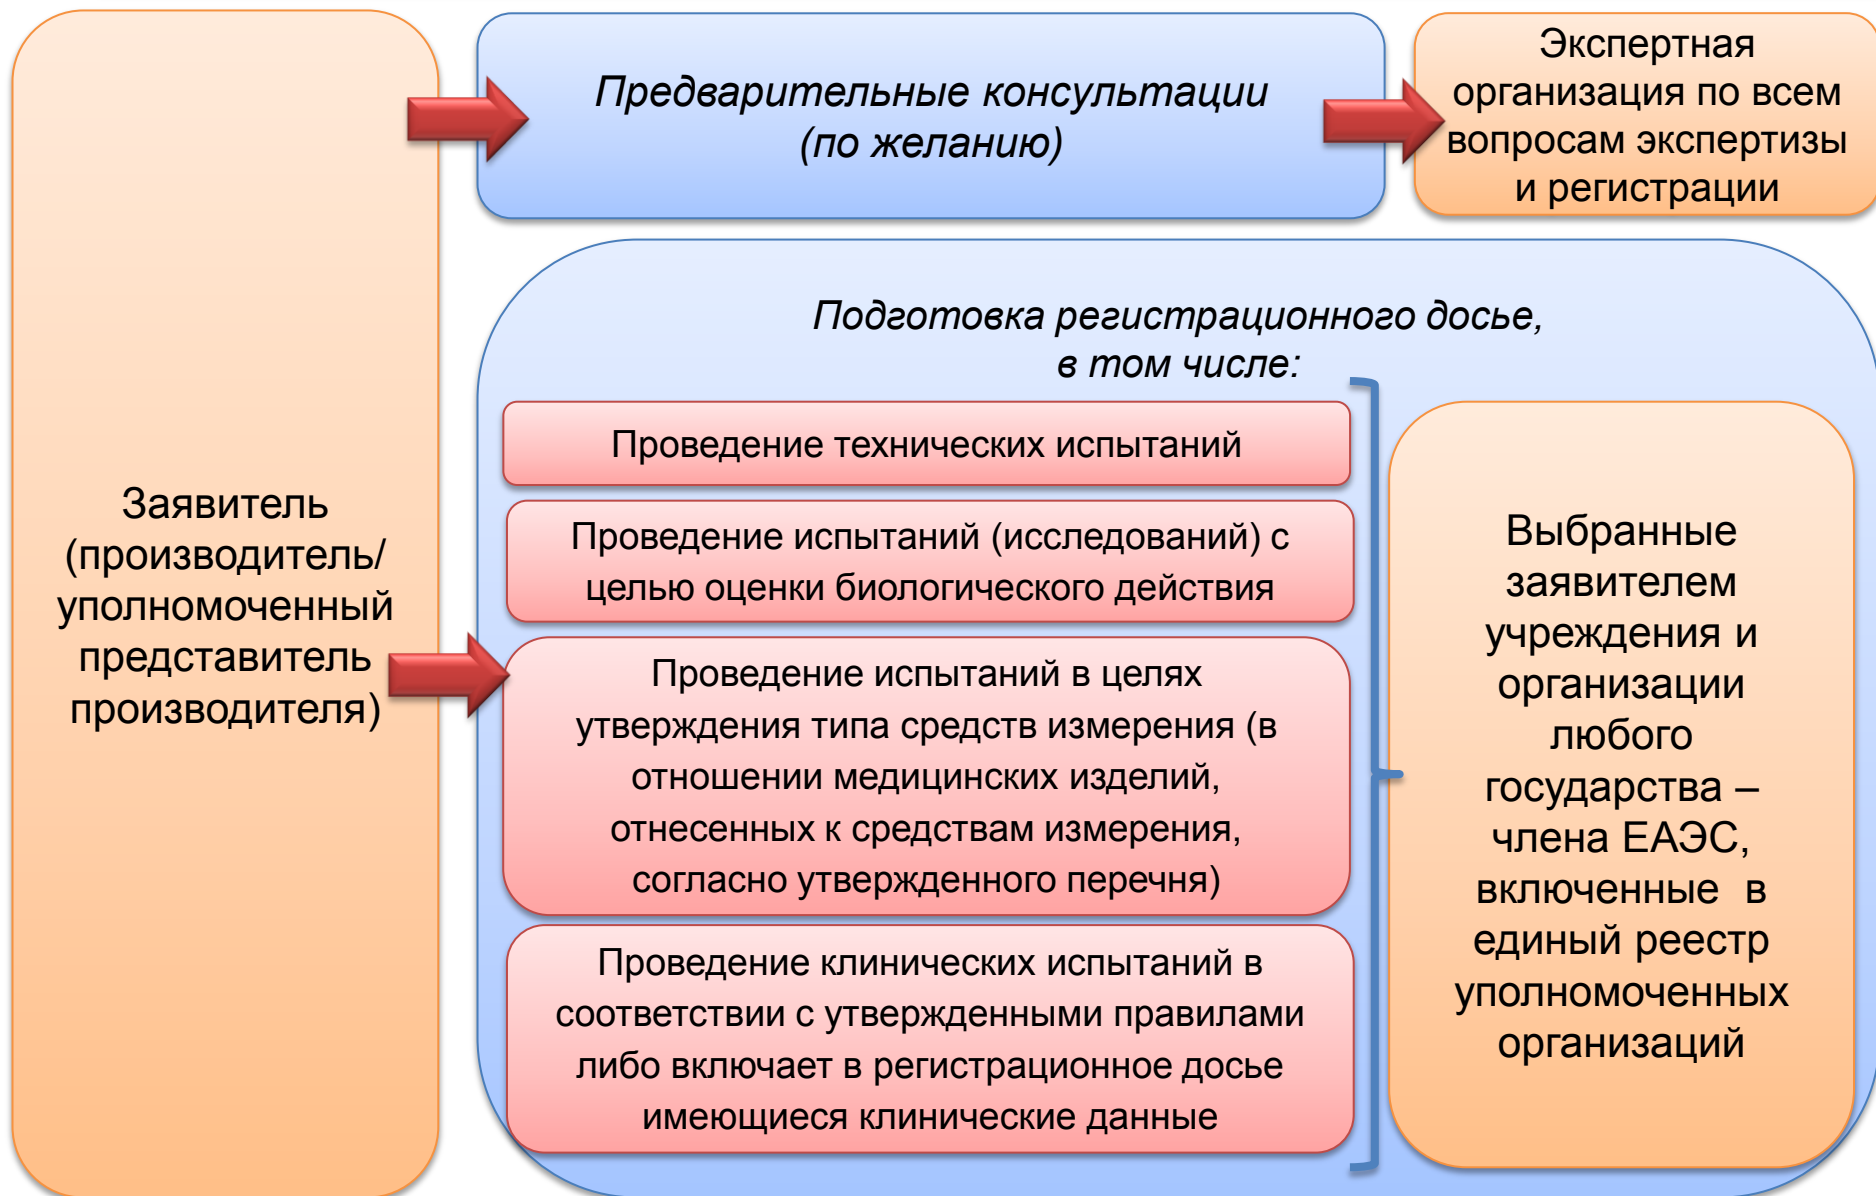 Заявитель
(производитель/
уполномоченный
представитель
производителя)
Предварительные консультации
(по желанию)
Экспертная
организация по всем
вопросам экспертизы
и регистрации
Подготовка регистрационного досье,
в том числе:
Проведение технических испытаний
Проведение испытаний (исследований) с
целью оценки биологического действия
Проведение испытаний в целях
утверждения типа средств измерения (в
отношении медицинских изделий,
отнесенных к средствам измерения,
согласно утвержденного перечня)
Проведение клинических испытаний в
соответствии с утвержденными правилами
либо включает в регистрационное досье
имеющиеся клинические данные
Выбранные
заявителем
учреждения и
организации
любого
государства –
члена ЕАЭС,
включенные в
единый реестр
уполномоченных
организаций